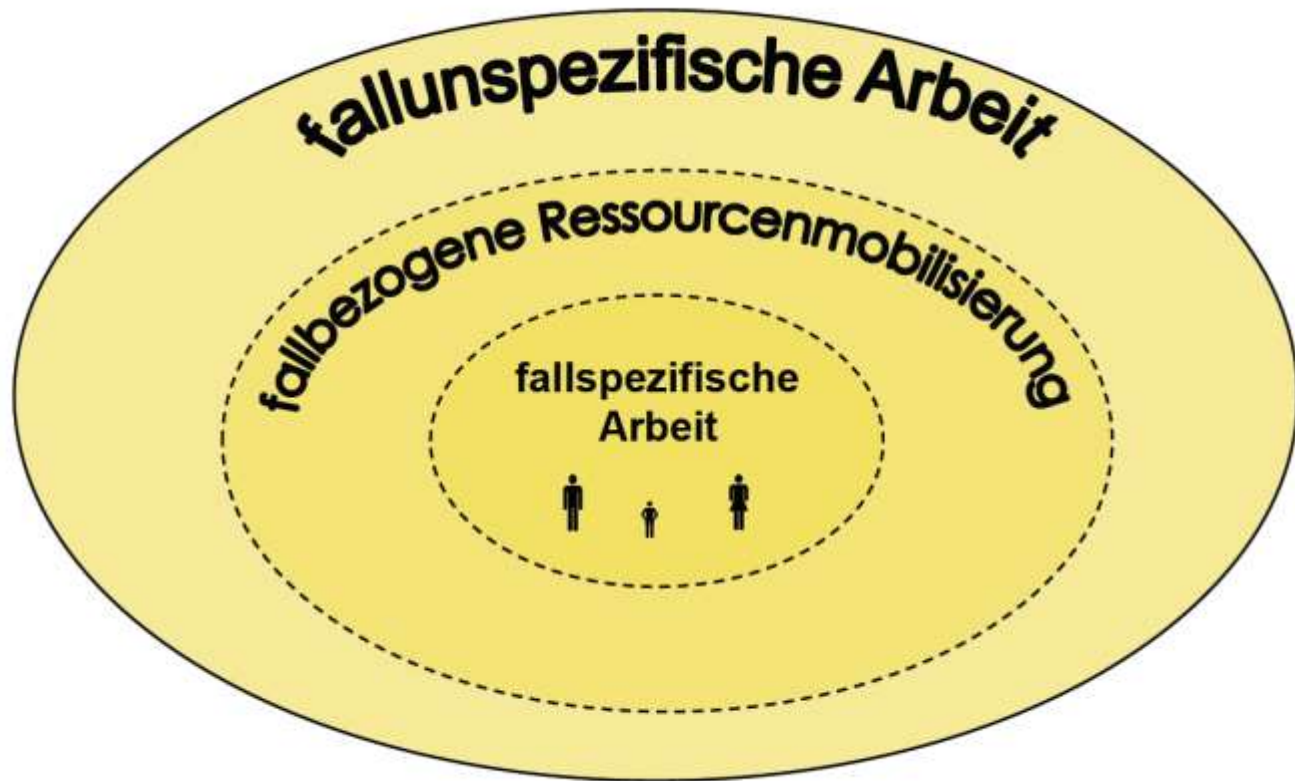 fallunspezifische Arbeit
fallbezogene Ressourcenmobilisierung
fallspezifische
Arbeit